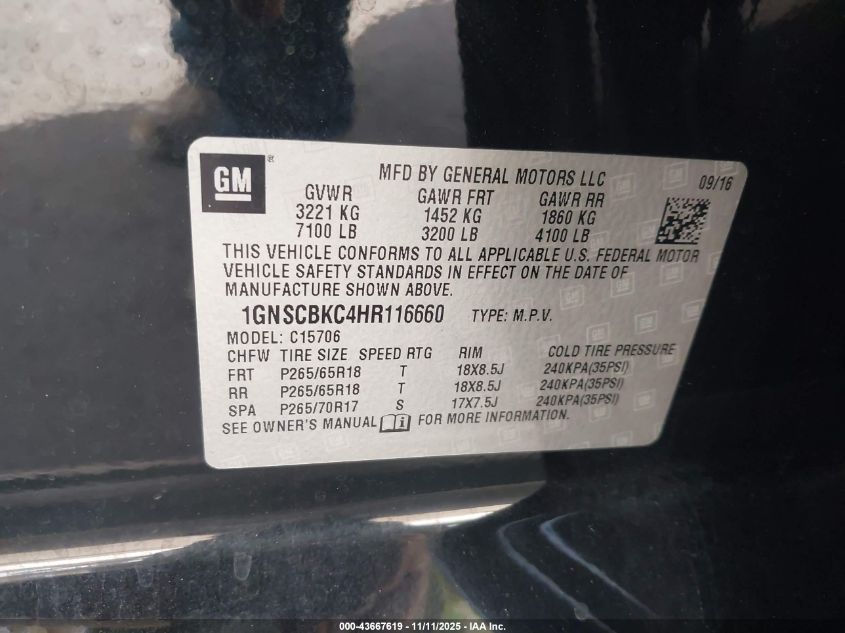 GM ®
MFD BY GENERAL MOTORS LLC 09/16
GVWR GAWR FRT GAWR RR
3221 KG 1452 KG 1860 KG
7100 LB 3200 LB 4100 LB
THIS VEHICLE CONFORMS TO ALL APPLICABLE U.S. FEDERAL MOTOR
VEHICLE SAFETY STANDARDS IN EFFECT ON THE DATE OF
MANUFACTURE SHOWN ABOVE.
1GNSCBKC4HR116660 TYPE: M.P.V.
MODEL: C15706
CHFW TIRE SIZE SPEED RTG RIM COLD TIRE PRESSURE
FRT P265/65R18 T 18X8.5J 240KPA(35PSI)
RR P265/65R18 T 18X8.5J 240KPA(35PSI)
SPA P265/70R17 S 17X7.5J 240KPA(35PSI)
SEE OWNER'S MANUAL FOR MORE INFORMATION.
000-43667619 - 11/11/2025 - IAA Inc.